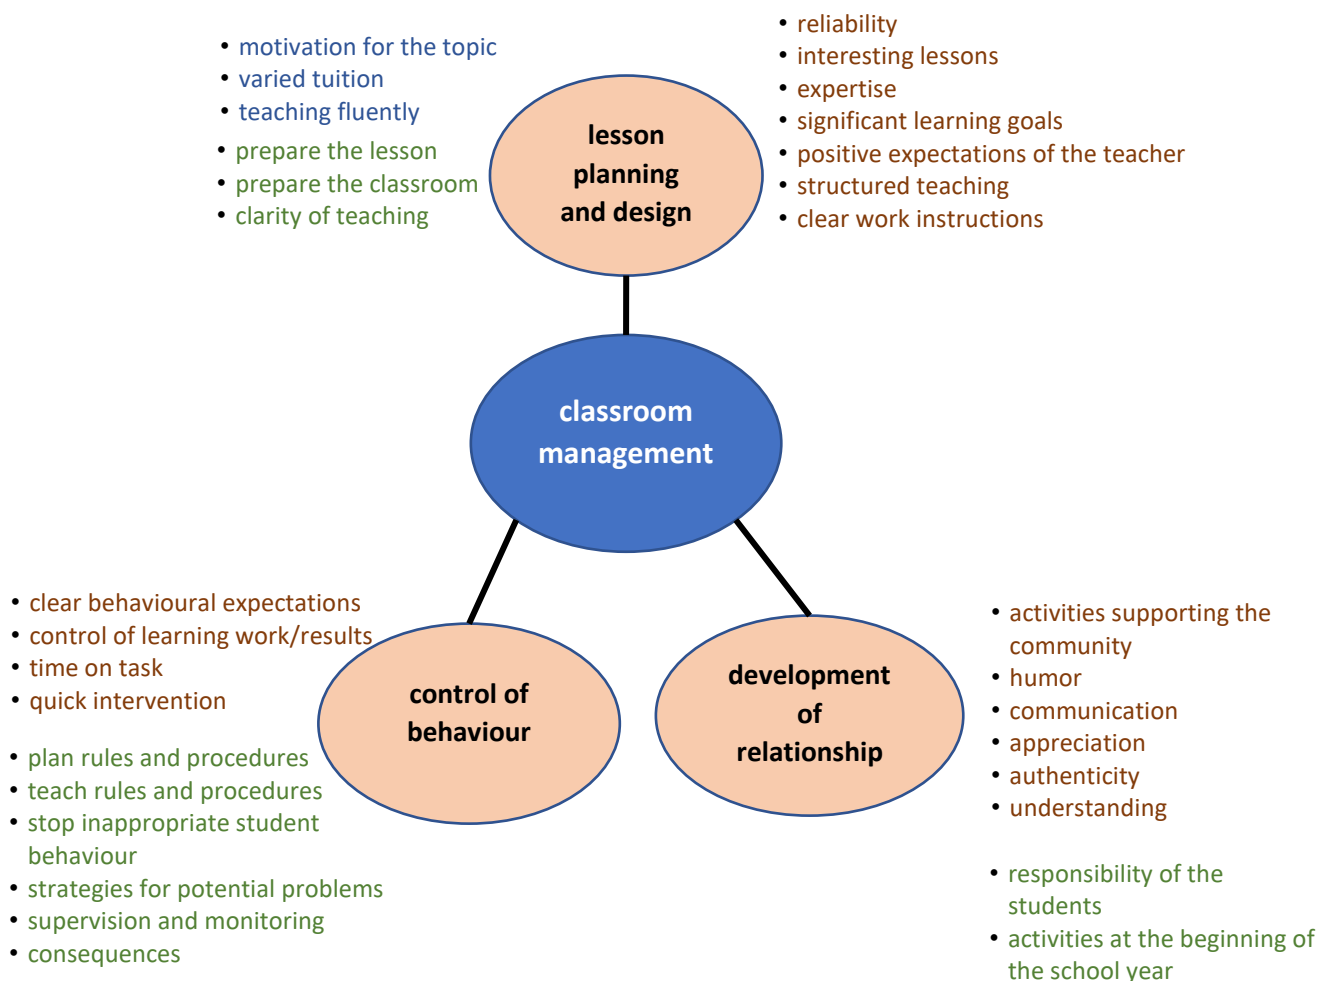 • motivation for the topic
• varied tuition
• teaching fluently
• prepare the lesson
• prepare the classroom
• clarity of teaching
lesson
planning
and design
• reliability
• interesting lessons
• expertise
• significant learning goals
• positive expectations of the teacher
• structured teaching
• clear work instructions
classroom
management
• clear behavioural expectations
• control of learning work/results
• time on task
• quick intervention
• plan rules and procedures
• teach rules and procedures
• stop inappropriate student
behaviour
• strategies for potential problems
• supervision and monitoring
• consequences
control of
behaviour
development
of
relationship
• activities supporting the
community
• humor
• communication
• appreciation
• authenticity
• understanding
• responsibility of the
students
• activities at the beginning of
the school year